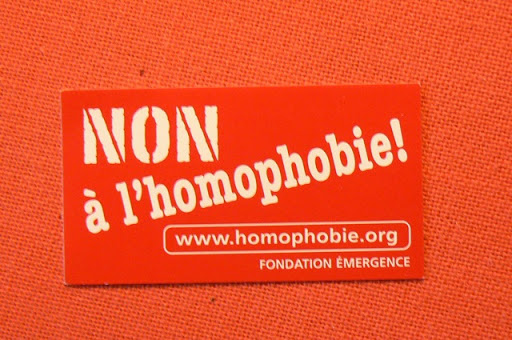 NON
à l'homophobie!
www.homophobie.org
FONDATION ÉMERGENCE